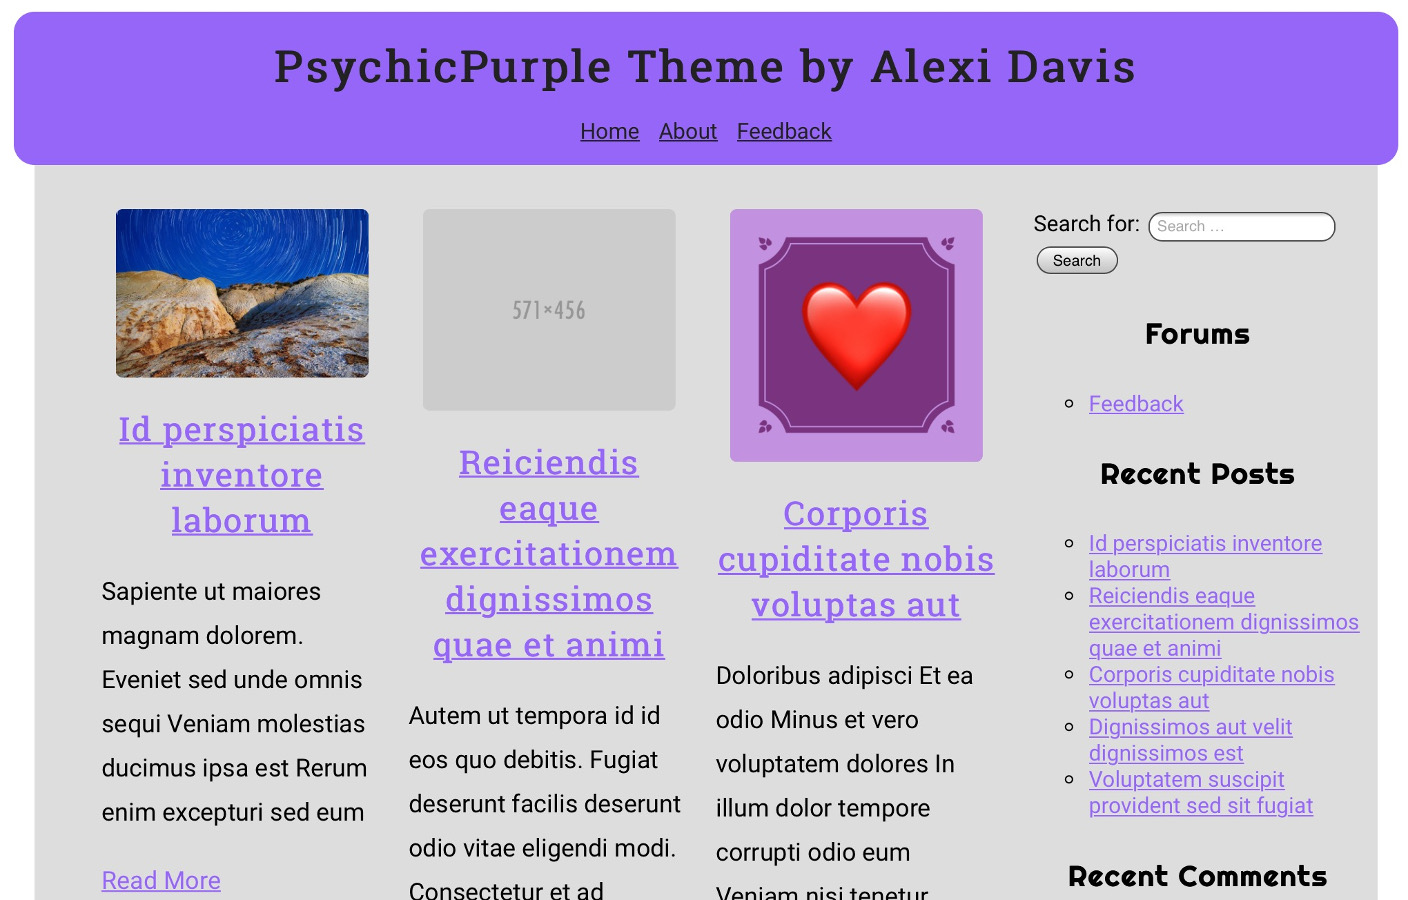 PsychicPurple Theme by Alexi Davis
Home About Feedback
Id perspiciatis
inventore
laborum
Sapiente ut maiores
magnam dolorem.
Eveniet sed unde omnis
sequi Veniam molestias
ducimus ipsa est Rerum
enim excepturi sed eum
Read More
571×456
Reiciendis
eaque
exercitationem
dignissimos
quae et animi
Autem ut tempora id id
eos quo debitis. Fugiat
deserunt facilis deserunt
odio vitae eligendi modi.
Consectetur et ad
Corporis
cupiditate nobis
voluptas aut
Doloribus adipisci Et ea
odio Minus et vero
voluptatem dolores In
illum dolor tempore
corrupti odio eum
Veniam nisi tenetur
Search for: Search …
Search
Forums
Feedback
Recent Posts
Id perspiciatis inventore
laborum
Reiciendis eaque
exercitationem dignissimos
quae et animi
Corporis cupiditate nobis
voluptas aut
Dignissimos aut velit
dignissimos est
Voluptatem suscipit
provident sed sit fugiat
Recent Comments